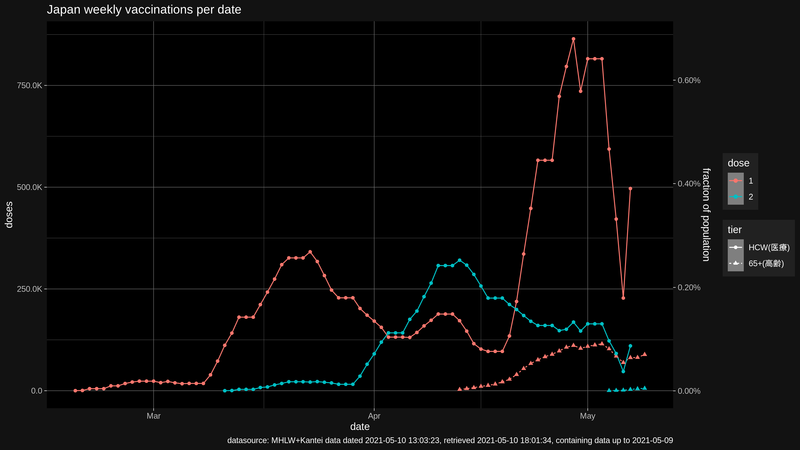 Japan weekly vaccinations per date
doses
750.0K
500.0K
250.0K
0.0
0.60%
0.40%
0.20%
0.00%
fraction of population
Mar
Apr
May
date
dose
1
2
tier
HCW(医療)
65+(高齢)
datasource: MHLW+Kantei data dated 2021-05-10 13:03:23, retrieved 2021-05-10 18:01:34, containing data up to 2021-05-09